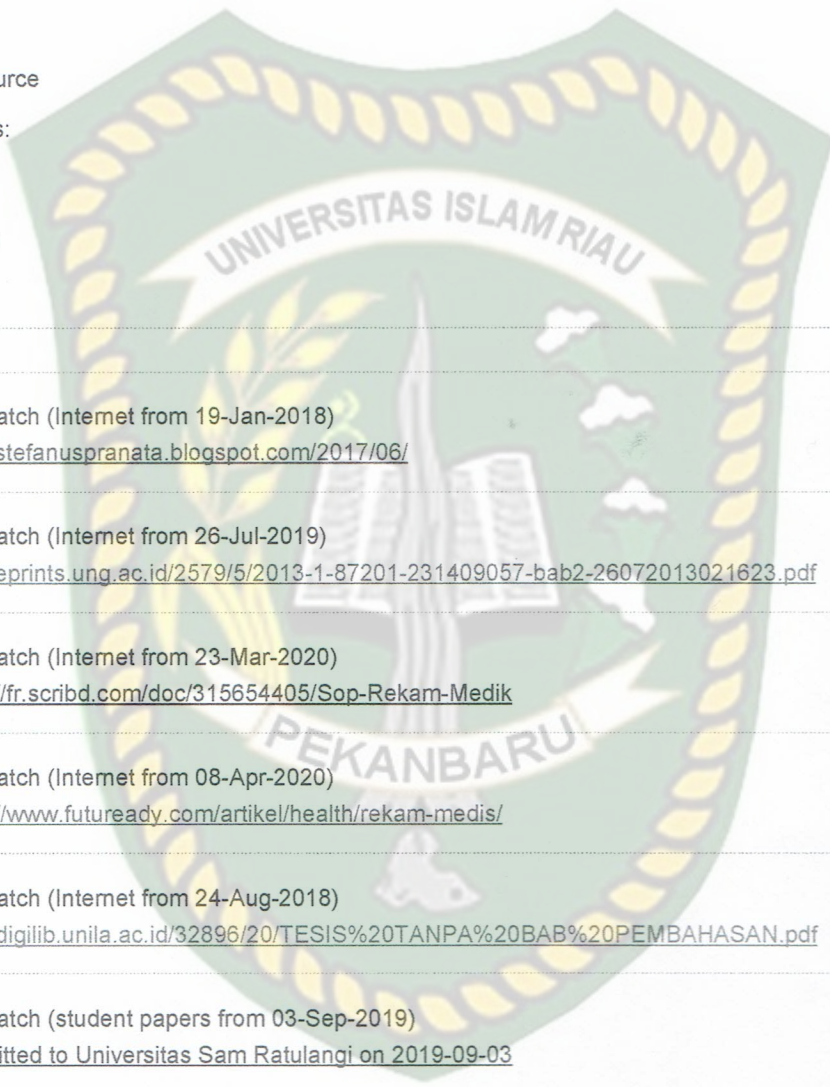 urce
s:
UNIVERSITAS ISLAM RIAU
atch (Internet from 19-Jan-2018)
stefanuspranata.blogspot.com/2017/06/
atch (Internet from 26-Jul-2019)
eprints.ung.ac.id/2579/5/2013-1-87201-231409057-bab2-26072013021623.pdf
atch (Internet from 23-Mar-2020)
//fr.scribd.com/doc/315654405/Sop-Rekam-Medik
PEKANBARU
atch (Internet from 08-Apr-2020)
//www.futuready.com/artikel/health/rekam-medis/
atch (Internet from 24-Aug-2018)
digilib.unila.ac.id/32896/20/TESIS%20TANPA%20BAB%20PEMBAHASAN.pdf
atch (student papers from 03-Sep-2019)
itted to Universitas Sam Ratulangi on 2019-09-03